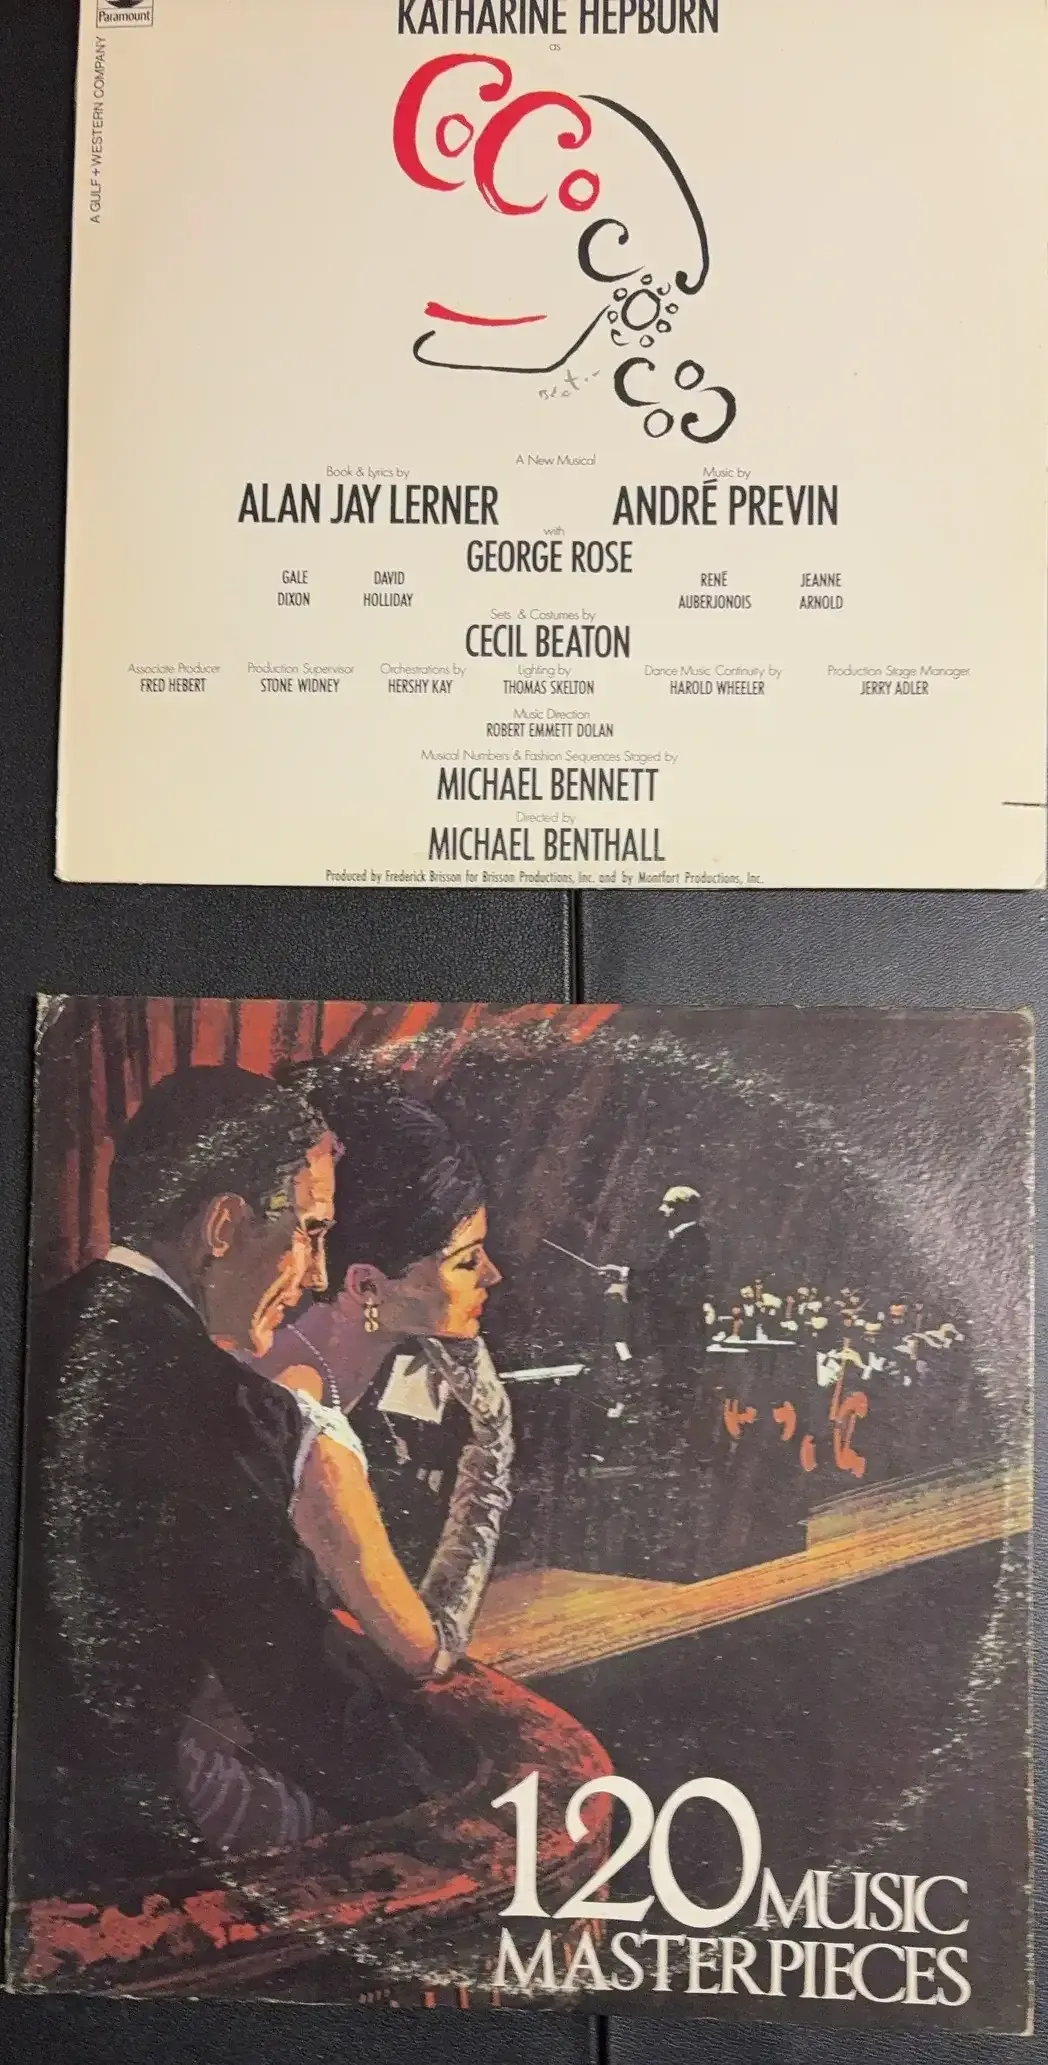 Paramount
A GULF + WESTERN COMPANY
KATHARINE HEPBURN
as
CoCo
CoCo
A New Musical
Book & Lyrics by
ALAN JAY LERNER
Music by
ANDRÉ PREVIN
with
GEORGE ROSE
GALE DIXON
DAVID HOLLIDAY
RENÉ AUBERJONOIS
JEANNE ARNOLD
Sets & Costumes by
CECIL BEATON
Associate Producer
FRED HEBERT
Production Supervisor
STONE WIDNEY
Orchestrations by
HERSHY KAY
Lighting by
THOMAS SKELTON
Dance Music Continuity by
HAROLD WHEELER
Production Stage Manager
JERRY ADLER
Music Direction
ROBERT EMMETT DOLAN
Musical Numbers & Fashion Sequences Staged by
MICHAEL BENNETT
Directed by
MICHAEL BENTHALL
Produced by Frederick Brisson for Brisson Productions, Inc. and by Montfort Productions, Inc.
120 MUSIC
MASTERPIECES